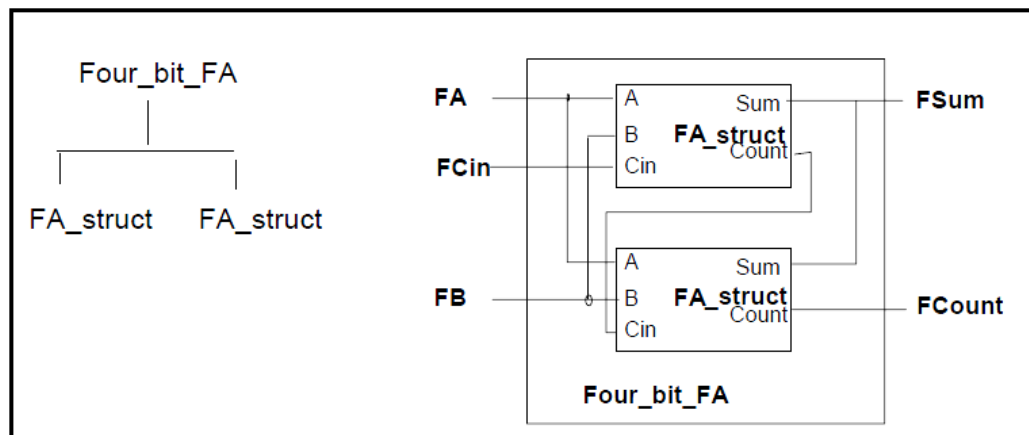 Four_bit_FA
FA_struct FA_struct
FA
FCin
FB
A
B
Cin
Sum
FA_struct
Count
A
B
Cin
Sum
FA_struct
Count
FSum
FCount
Four_bit_FA